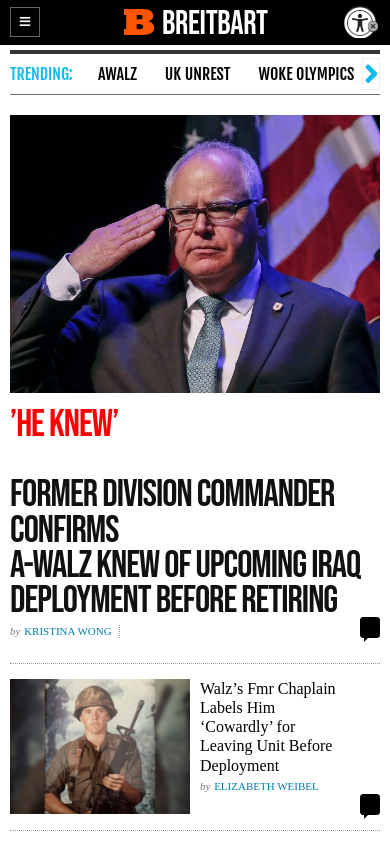 BREITBART
TRENDING: AWALZ UK UNREST WOKE OLYMPICS
’HE KNEW’
FORMER DIVISION COMMANDER
CONFIRMS
A-WALZ KNEW OF UPCOMING IRAQ
DEPLOYMENT BEFORE RETIRING
by KRISTINA WONG
Walz’s Fmr Chaplain
Labels Him
‘Cowardly’ for
Leaving Unit Before
Deployment
by ELIZABETH WEIBEL